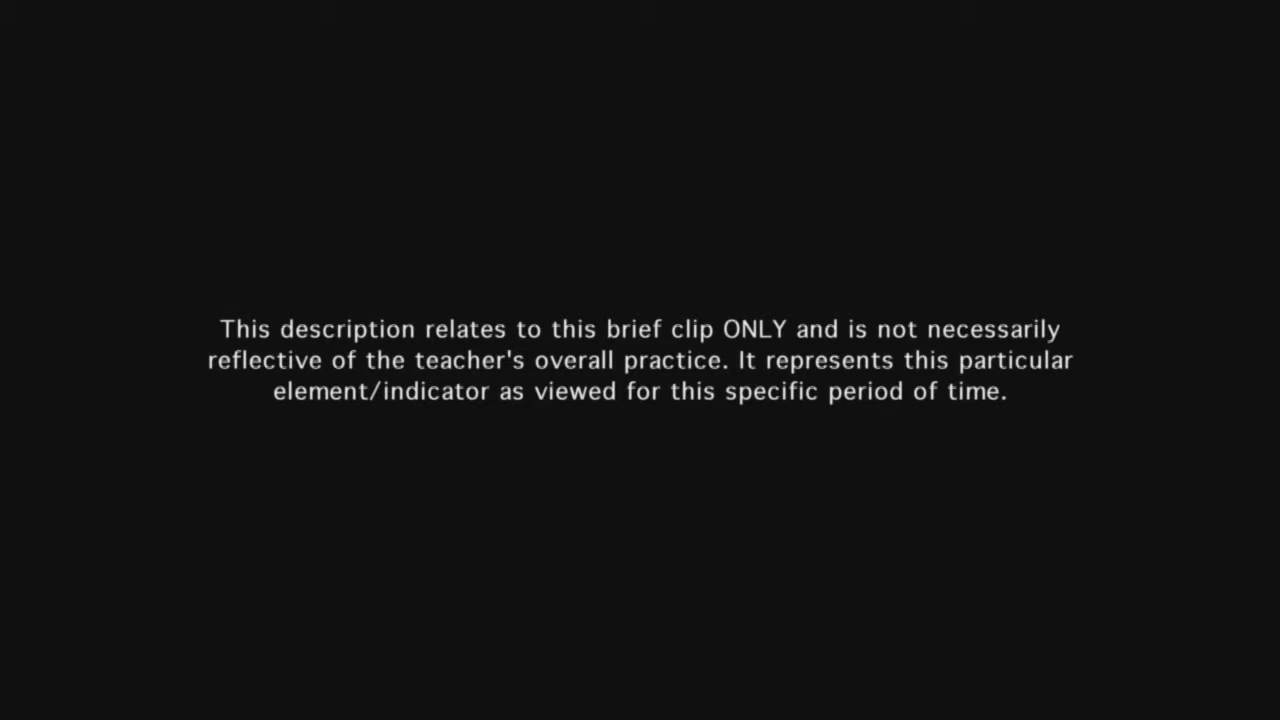 This description relates to this brief clip ONLY and is not necessarily
reflective of the teacher's overall practice. It represents this particular
element/indicator as viewed for this specific period of time.